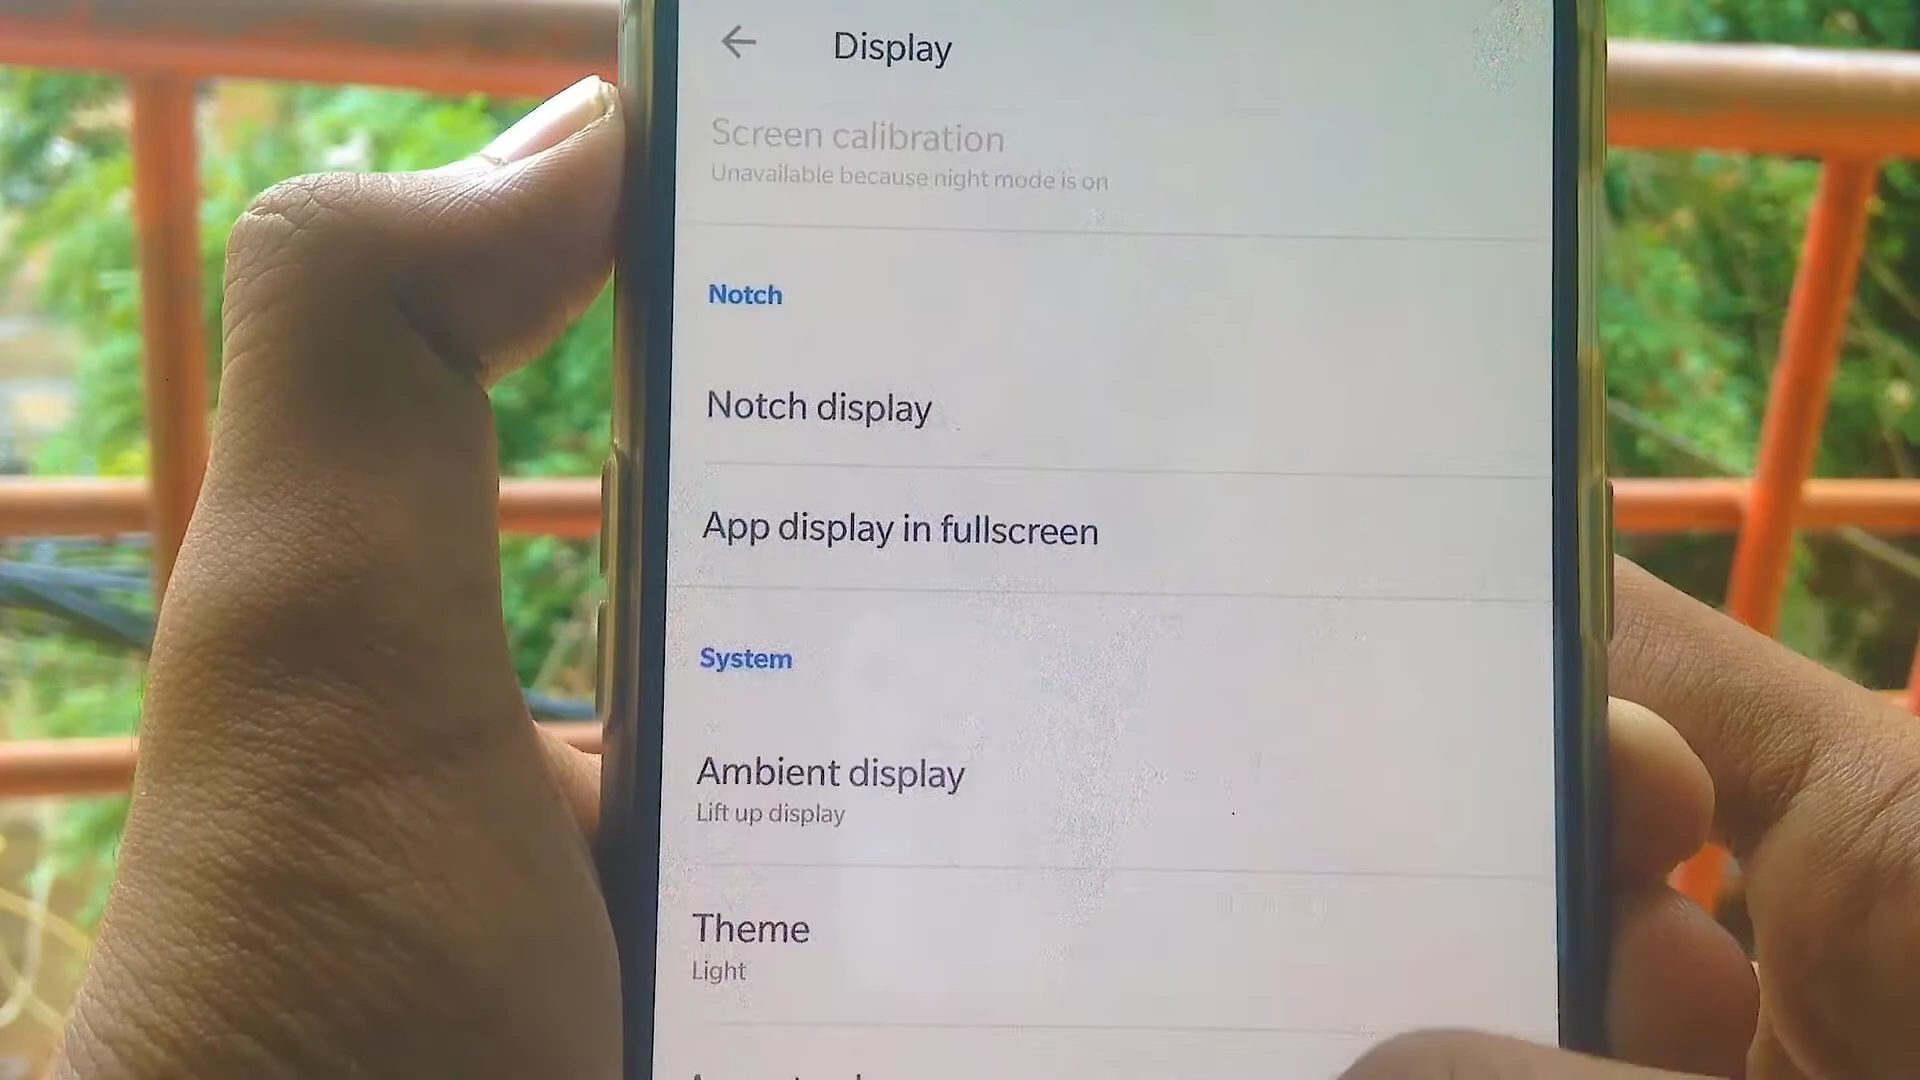 Display
Screen calibration
Unavailable because night mode is on
Notch
Notch display
App display in fullscreen
System
Ambient display
Lift up display
Theme
Light